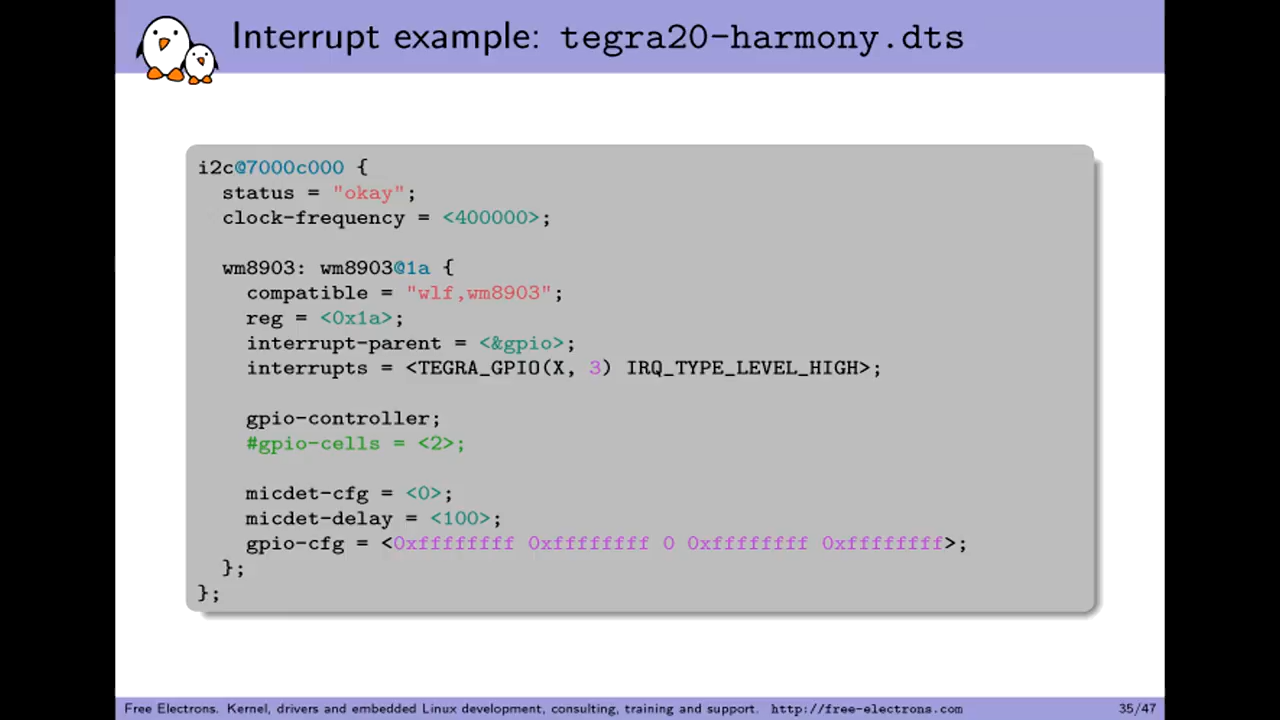 Interrupt example: tegra20-harmony.dts
i2c@7000c000 {
  status = "okay";
  clock-frequency = <400000>;
  wm8903: wm8903@1a {
    compatible = "wlf,wm8903";
    reg = <0x1a>;
    interrupt-parent = <&gpio>;
    interrupts = <TEGRA_GPIO(X, 3) IRQ_TYPE_LEVEL_HIGH>;
    gpio-controller;
    #gpio-cells = <2>;
    micdet-cfg = <0>;
    micdet-delay = <100>;
    gpio-cfg = <0xffffffff 0xffffffff 0 0xffffffff 0xffffffff>;
  };
};
Free Electrons. Kernel, drivers and embedded Linux development, consulting, training and support. http://free-electrons.com 35/47